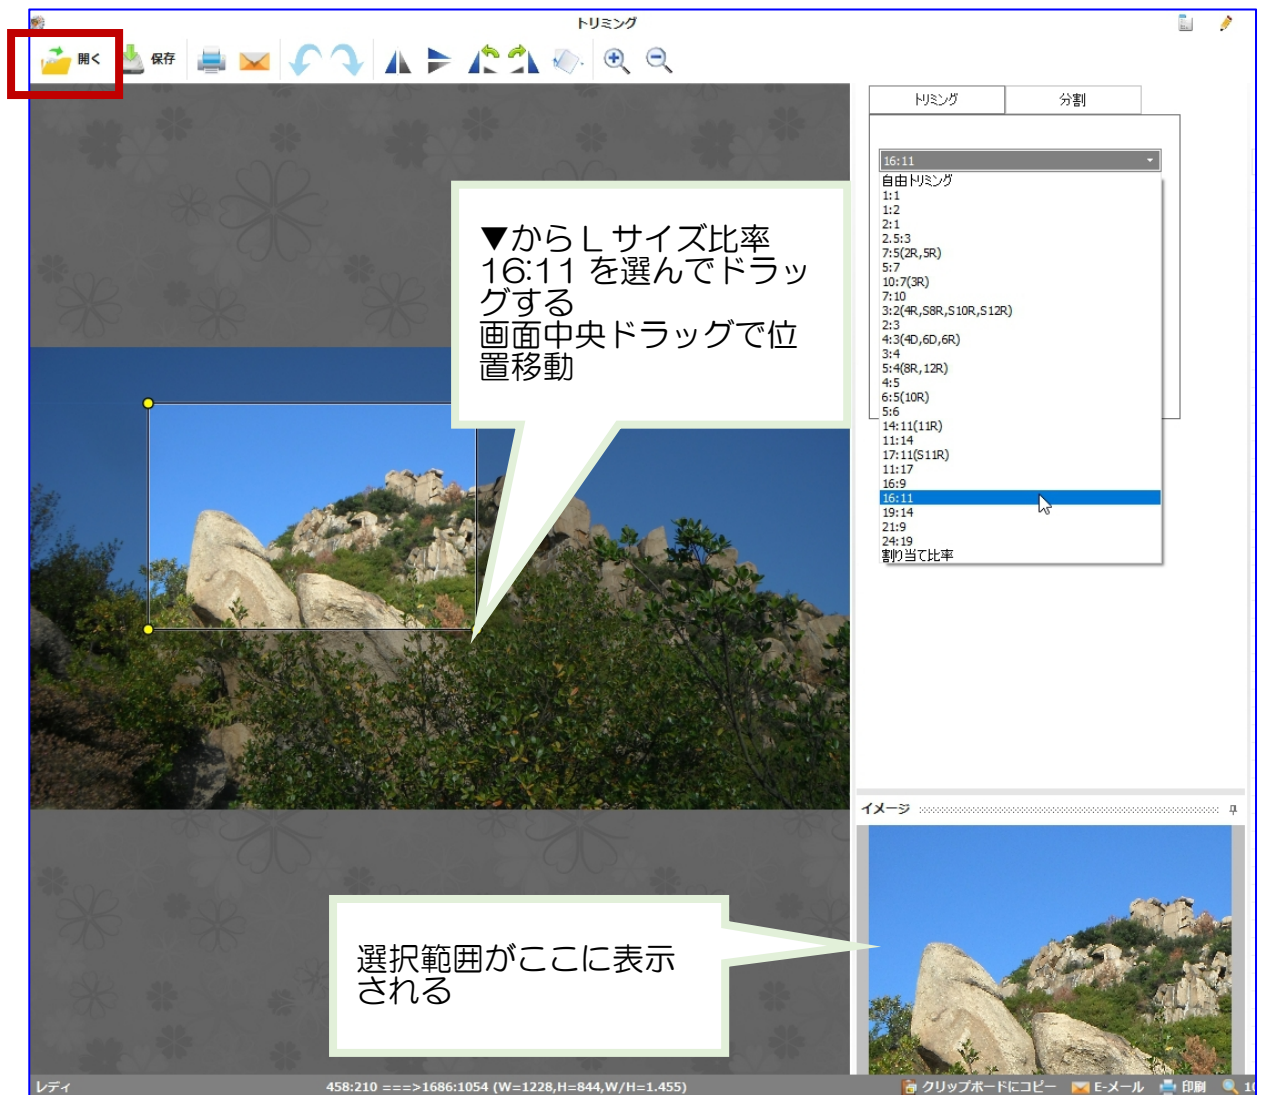 トリミング
開く
保存
トリミング
分割
16:11
自由トリミング
1:1
1:2
2:1
2.5:3
7:5(2R,5R)
5:7
10:7(3R)
7:10
3:2(4R,S8R,S10R,S12R)
2:3
4:3(4D,6D,6R)
3:4
5:4(8R,12R)
4:5
6:5(10R)
5:6
14:11(11R)
11:14
17:11(S11R)
11:17
16:9
16:11
19:14
21:9
24:19
割り当て比率
▼からLサイズ比率
16:11 を選んでドラッ
グする
画面中央ドラッグで位
置移動
イメージ
選択範囲がここに表示
される
レディ
458:210 ===>1686:1054 (W=1228,H=844,W/H=1.455)
クリップボードにコピー
E-メール
印刷